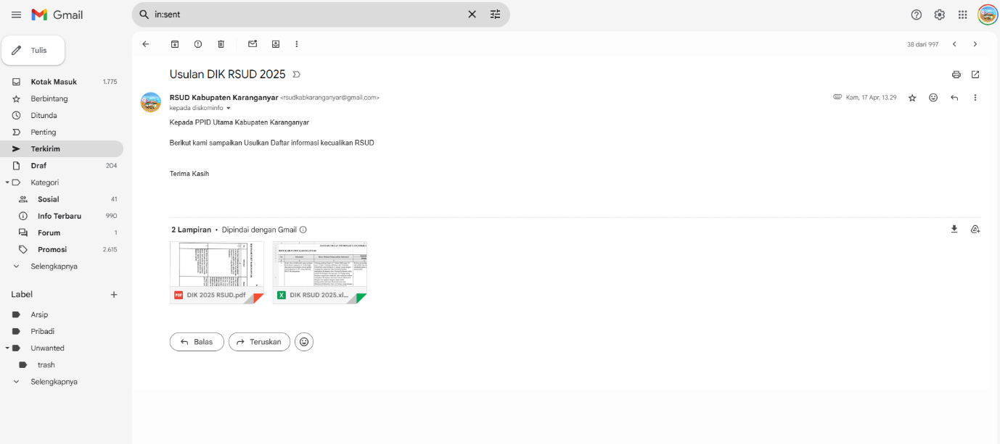 Gmail
in:sent
Tulis
38 dari 997
Kotak Masuk 1.775
Berbintang
Ditunda
Penting
Terkirim
Draf 204
Kategori
Sosial 41
Info Terbaru 990
Forum 1
Promosi 2.615
Selengkapnya
Label
Arsip
Pribadi
Unwanted
trash
Selengkapnya
Usulan DIK RSUD 2025
RSUD Kabupaten Karanganyar <rsudkabkaranganyar@gmail.com>
Kam, 17 Apr, 13.29
kepada diskominfo
Kepada PPID Utama Kabupaten Karanganyar
Berikut kami sampaikan Usulkan Daftar informasi kecualikan RSUD
Terima Kasih
2 Lampiran • Dipindai dengan Gmail
PDF DIK 2025 RSUD.pdf
X DIK RSUD 2025.xl...
Balas
Teruskan